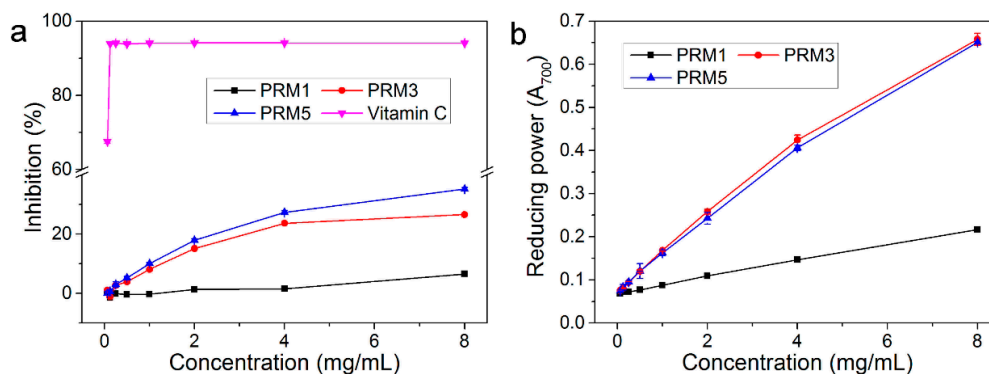 a
100
80
60
20
0
Inhibition (%)
PRM1
PRM3
PRM5
Vitamin C
0
2
4
6
8
Concentration (mg/mL)
b
0.7
0.6
0.5
0.4
0.3
0.2
0.1
0.0
Reducing power (A700)
PRM1
PRM3
PRM5
0
2
4
6
8
Concentration (mg/mL)